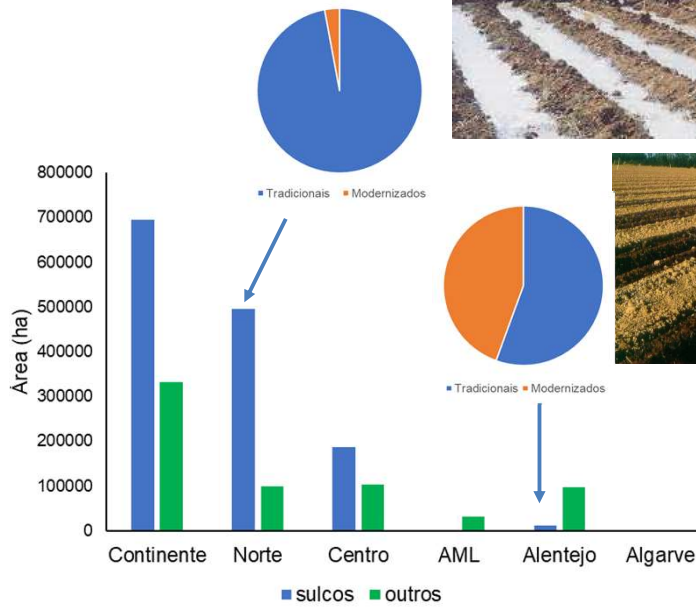 Tradicionais Modernizados
800000
700000
600000
500000
400000
300000
200000
100000
0
Área (ha)
Tradicionais Modernizados
Continente Norte Centro AML Alentejo Algarve
sulcos outros